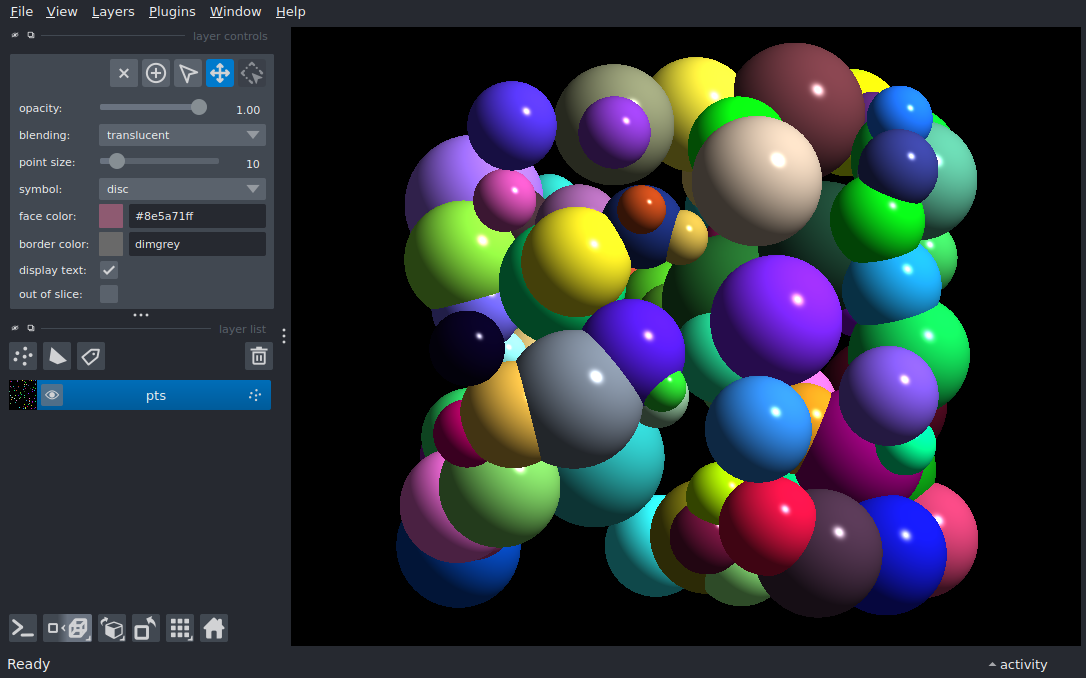 File View Layers Plugins Window Help
layer controls
opacity: 1.00
blending: translucent
point size: 10
symbol: disc
face color: #8e5a71ff
border color: dimgrey
display text:
out of slice:
layer list
pts
Ready activity